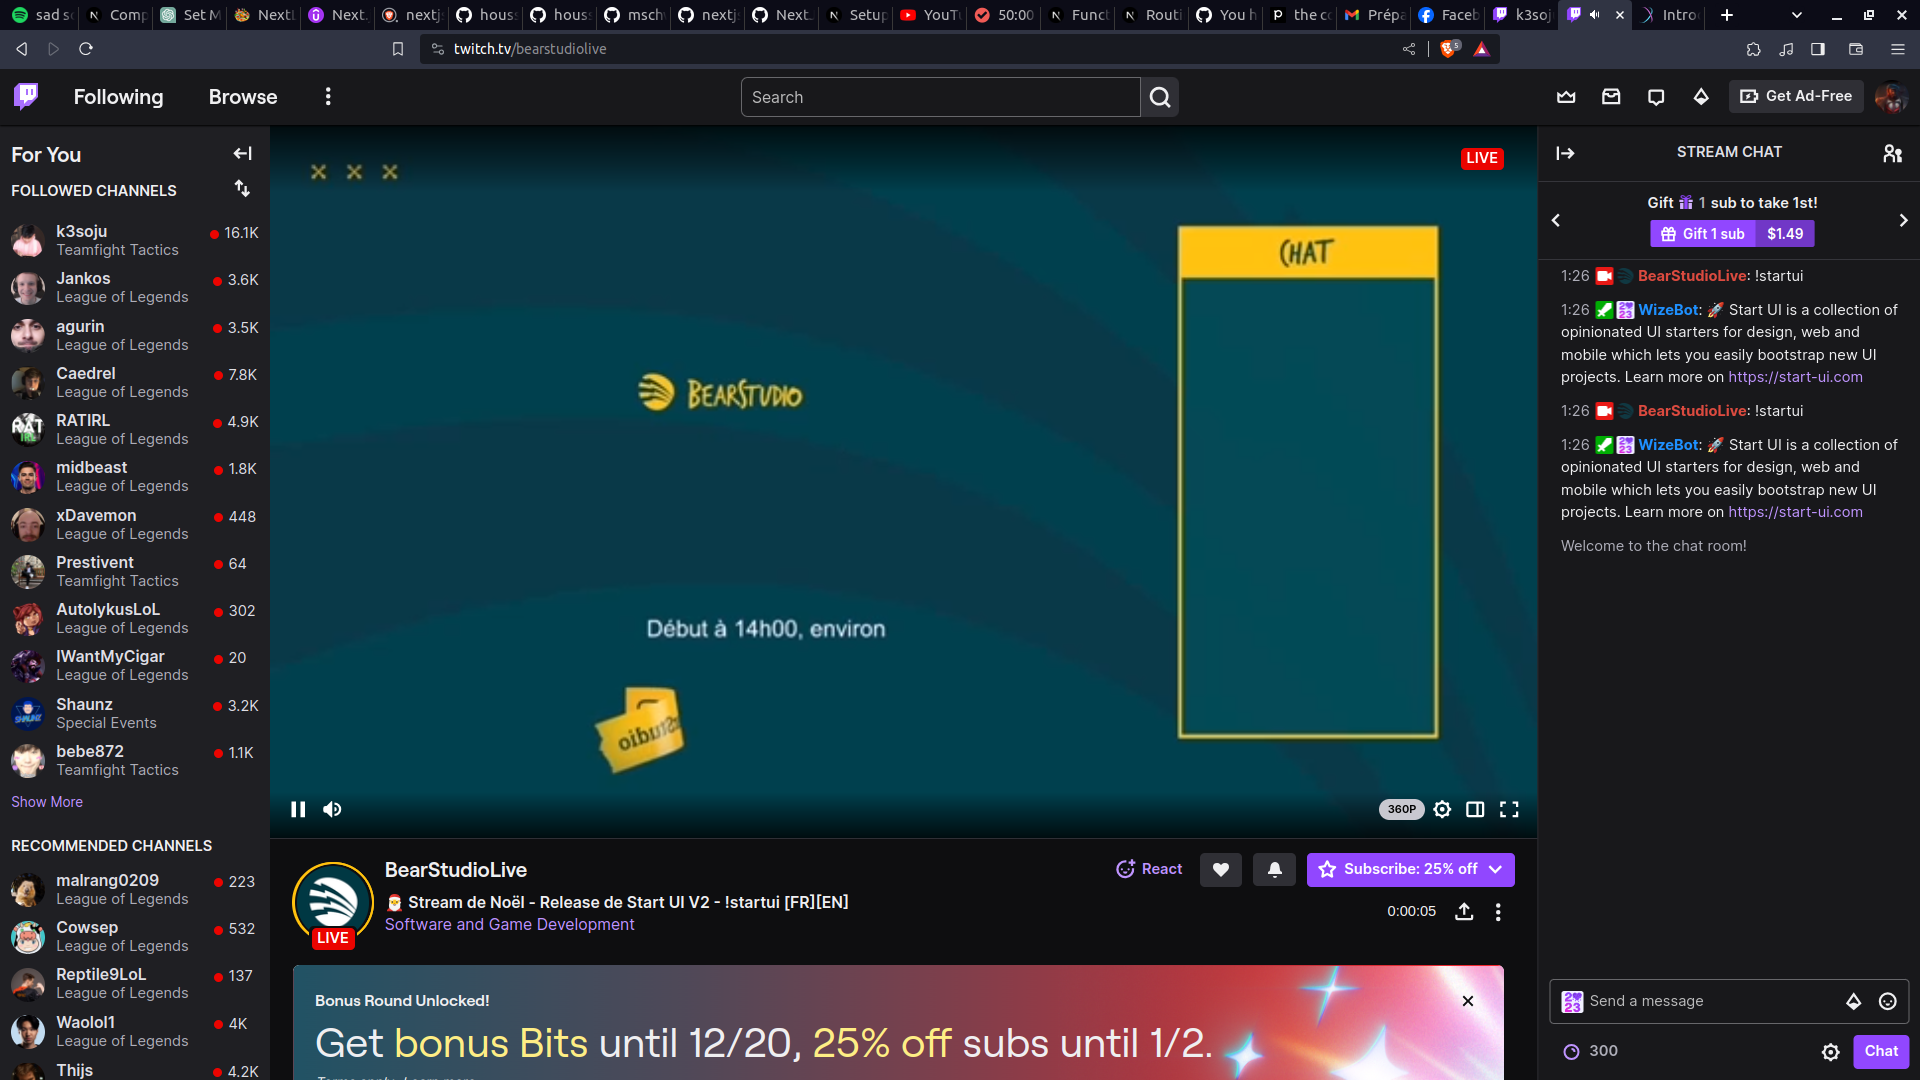 sad s
Comp
Set M
NextL
Next.
nextj
hous
hous
msch
nextj
Next.
Setup
YouTu
50:00
Funct
Routi
You h
the co
Prépa
Faceb
k3soj
Intro
twitch.tv/bearstudiolive
5
Following
Browse
Search
Get Ad-Free
For You
FOLLOWED CHANNELS
k3soju
16.1K
Teamfight Tactics
Jankos
3.6K
League of Legends
agurin
3.5K
League of Legends
Caedrel
7.8K
League of Legends
RATIRL
4.9K
League of Legends
midbeast
1.8K
League of Legends
xDavemon
448
League of Legends
Prestivent
64
Teamfight Tactics
AutolykusLoL
302
League of Legends
IWantMyCigar
20
League of Legends
Shaunz
3.2K
Special Events
bebe872
1.1K
Teamfight Tactics
Show More
RECOMMENDED CHANNELS
malrang0209
223
League of Legends
Cowsep
532
League of Legends
Reptile9LoL
137
League of Legends
Waolol1
4K
League of Legends
Thijs
4.2K
LIVE
CHAT
BEARSTUDIO
Début à 14h00, environ
360P
BearStudioLive
🎅 Stream de Noël - Release de Start UI V2 - !startui [FR][EN]
Software and Game Development
LIVE
React
Subscribe: 25% off
0:00:05
Bonus Round Unlocked!
Get bonus Bits until 12/20, 25% off subs until 1/2.
STREAM CHAT
Gift 🎁 1 sub to take 1st!
Gift 1 sub $1.49
1:26 BearStudioLive: !startui
1:26 WizeBot: 🚀 Start UI is a collection of
opinionated UI starters for design, web and
mobile which lets you easily bootstrap new UI
projects. Learn more on https://start-ui.com
1:26 BearStudioLive: !startui
1:26 WizeBot: 🚀 Start UI is a collection of
opinionated UI starters for design, web and
mobile which lets you easily bootstrap new UI
projects. Learn more on https://start-ui.com
Welcome to the chat room!
Send a message
300
Chat